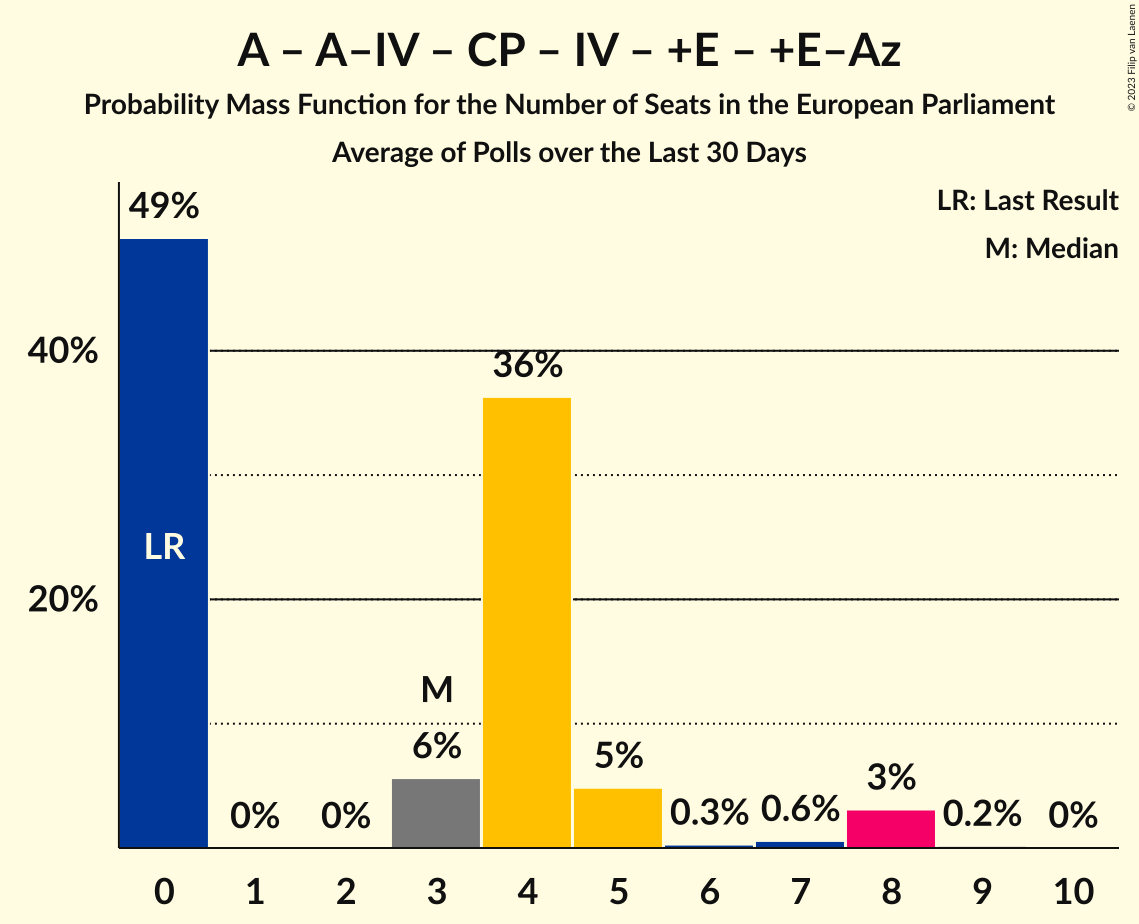 A – A–IV – CP – IV – +E – +E–Az
Probability Mass Function for the Number of Seats in the European Parliament
Average of Polls over the Last 30 Days
© 2023 Filip van Laenen
LR: Last Result
M: Median
49%
40%
36%
LR
20%
M
6%
5%
3%
0%
0%
0.3%
0.6%
0.2%
0%
0 1 2 3 4 5 6 7 8 9 10